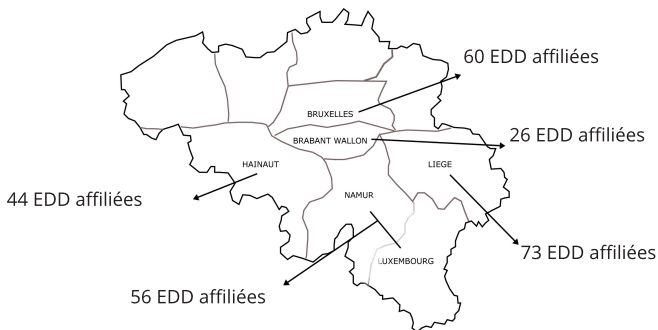 60 EDD affiliées
BRUXELLES
26 EDD affiliées
BRABANT WALLON
HAINAUT
LIEGE
44 EDD affiliées
NAMUR
73 EDD affiliées
LUXEMBOURG
56 EDD affiliées